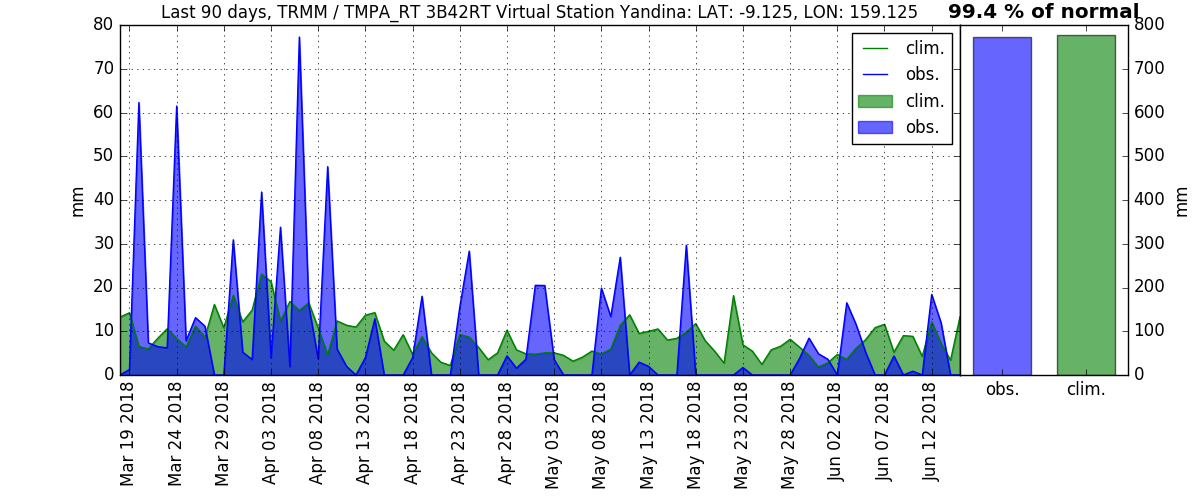 Last 90 days, TRMM / TMPA_RT 3B42RT Virtual Station Yandina: LAT: -9.125, LON: 159.125
99.4 % of normal
80
70
60
50
40
30
20
10
0
mm
clim.
obs.
clim.
obs.
800
700
600
500
400
300
200
100
0
mm
Mar 19 2018
Mar 24 2018
Mar 29 2018
Apr 03 2018
Apr 08 2018
Apr 13 2018
Apr 18 2018
Apr 23 2018
Apr 28 2018
May 03 2018
May 08 2018
May 13 2018
May 18 2018
May 23 2018
May 28 2018
Jun 02 2018
Jun 07 2018
Jun 12 2018
obs.
clim.